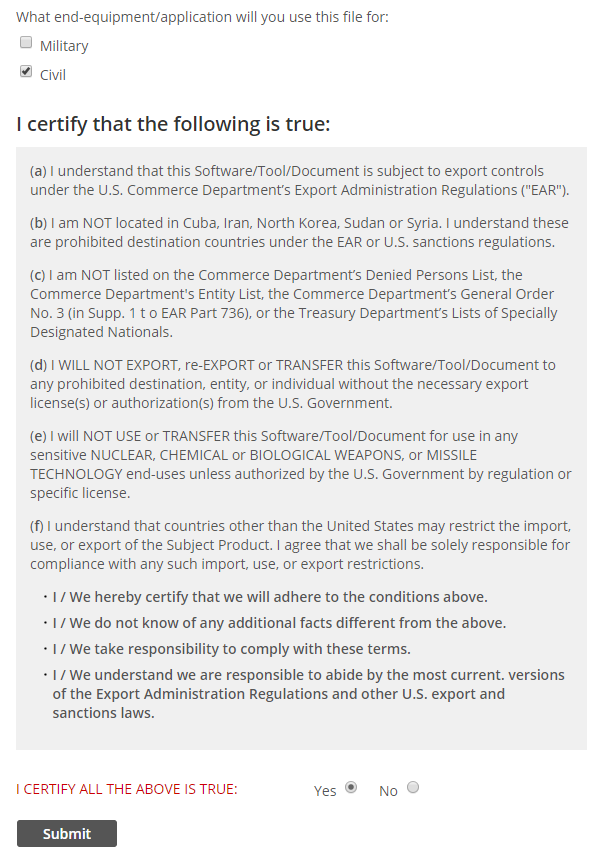 What end-equipment/application will you use this file for:
Military
Civil
I certify that the following is true:
(a) I understand that this Software/Tool/Document is subject to export controls
under the U.S. Commerce Department’s Export Administration Regulations ("EAR").
(b) I am NOT located in Cuba, Iran, North Korea, Sudan or Syria. I understand these
are prohibited destination countries under the EAR or U.S. sanctions regulations.
(c) I am NOT listed on the Commerce Department’s Denied Persons List, the
Commerce Department's Entity List, the Commerce Department’s General Order
No. 3 (in Supp. 1 t o EAR Part 736), or the Treasury Department’s Lists of Specially
Designated Nationals.
(d) I WILL NOT EXPORT, re-EXPORT or TRANSFER this Software/Tool/Document to
any prohibited destination, entity, or individual without the necessary export
license(s) or authorization(s) from the U.S. Government.
(e) I will NOT USE or TRANSFER this Software/Tool/Document for use in any
sensitive NUCLEAR, CHEMICAL or BIOLOGICAL WEAPONS, or MISSILE
TECHNOLOGY end-uses unless authorized by the U.S. Government by regulation or
specific license.
(f) I understand that countries other than the United States may restrict the import,
use, or export of the Subject Product. I agree that we shall be solely responsible for
compliance with any such import, use, or export restrictions.
· I / We hereby certify that we will adhere to the conditions above.
· I / We do not know of any additional facts different from the above.
· I / We take responsibility to comply with these terms.
· I / We understand we are responsible to abide by the most current. versions
of the Export Administration Regulations and other U.S. export and
sanctions laws.
I CERTIFY ALL THE ABOVE IS TRUE: Yes No
Submit